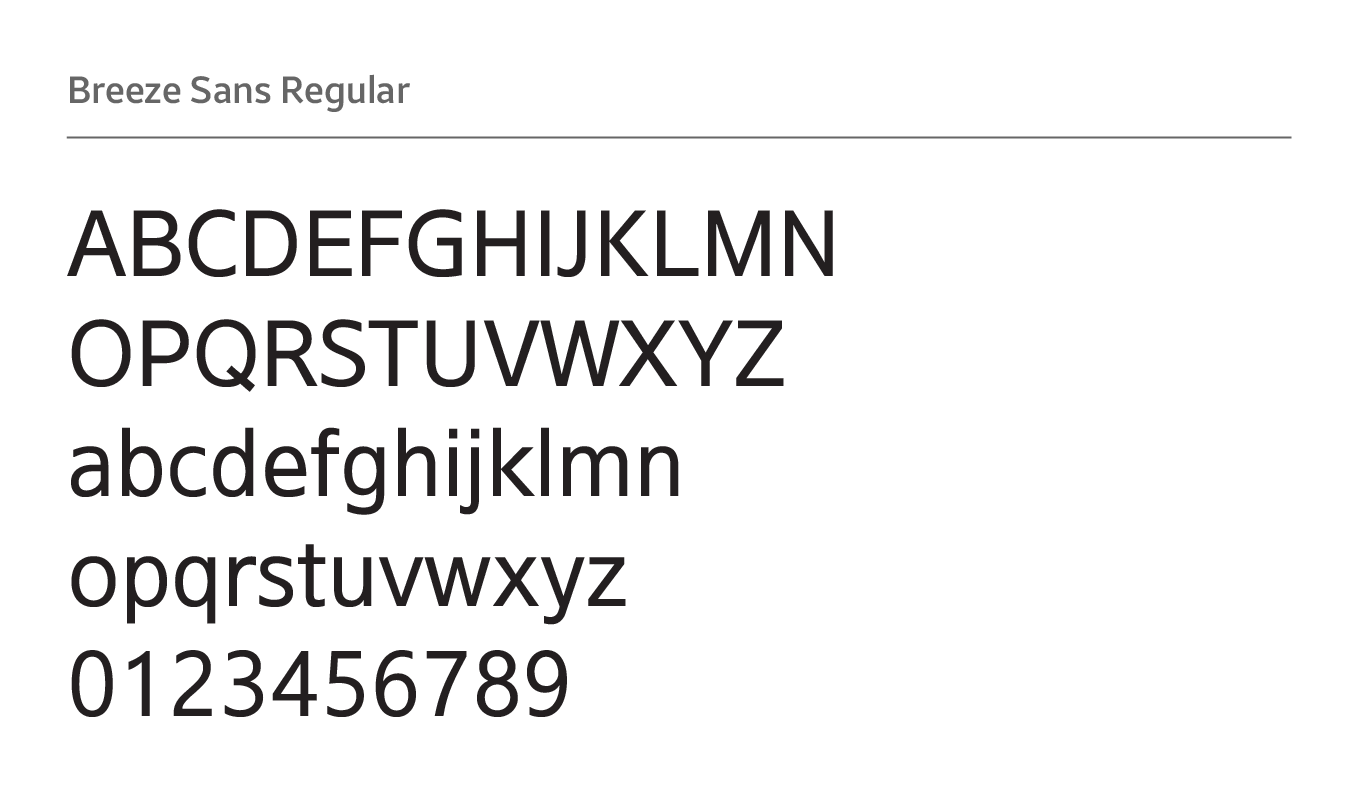 Breeze Sans Regular
ABCDEFGHIJKLMN
OPQRSTUVWXYZ
abcdefghijklmn
opqrstuvwxyz
0123456789